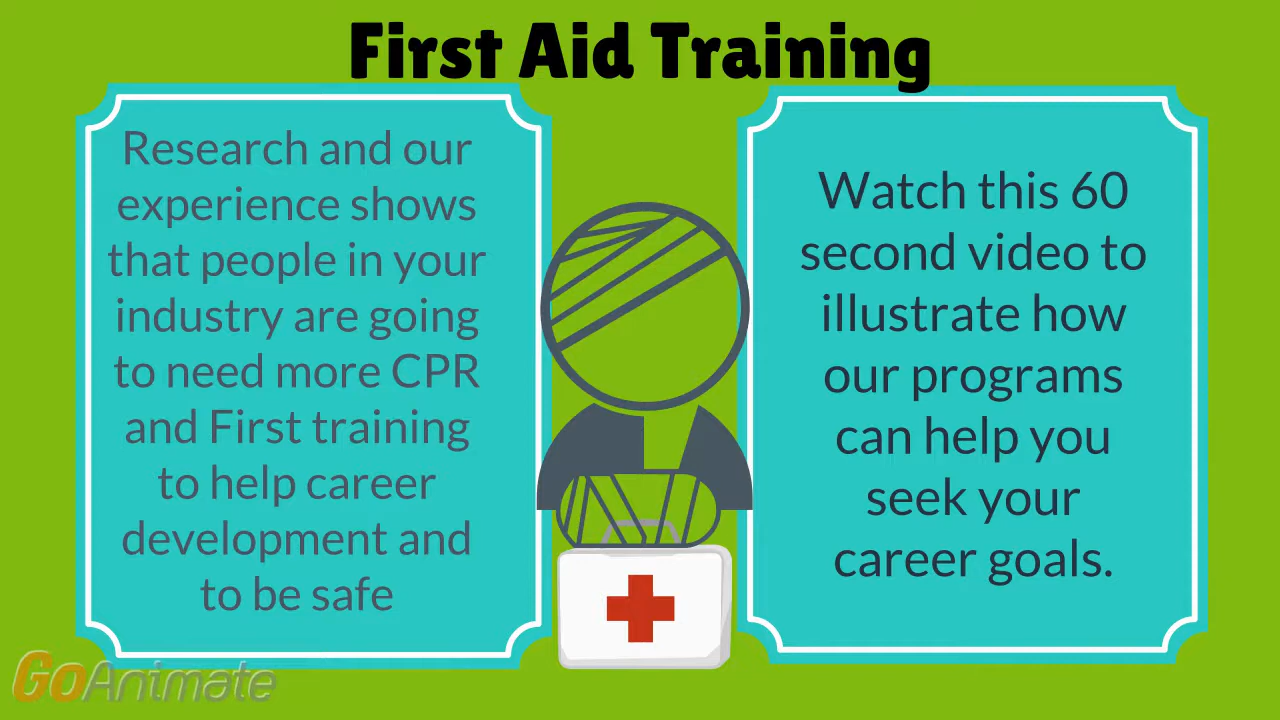 First Aid Training
Research and our
experience shows
that people in your
industry are going
to need more CPR
and First training
to help career
development and
to be safe
Watch this 60
second video to
illustrate how
our programs
can help you
seek your
career goals.
GoAnimate